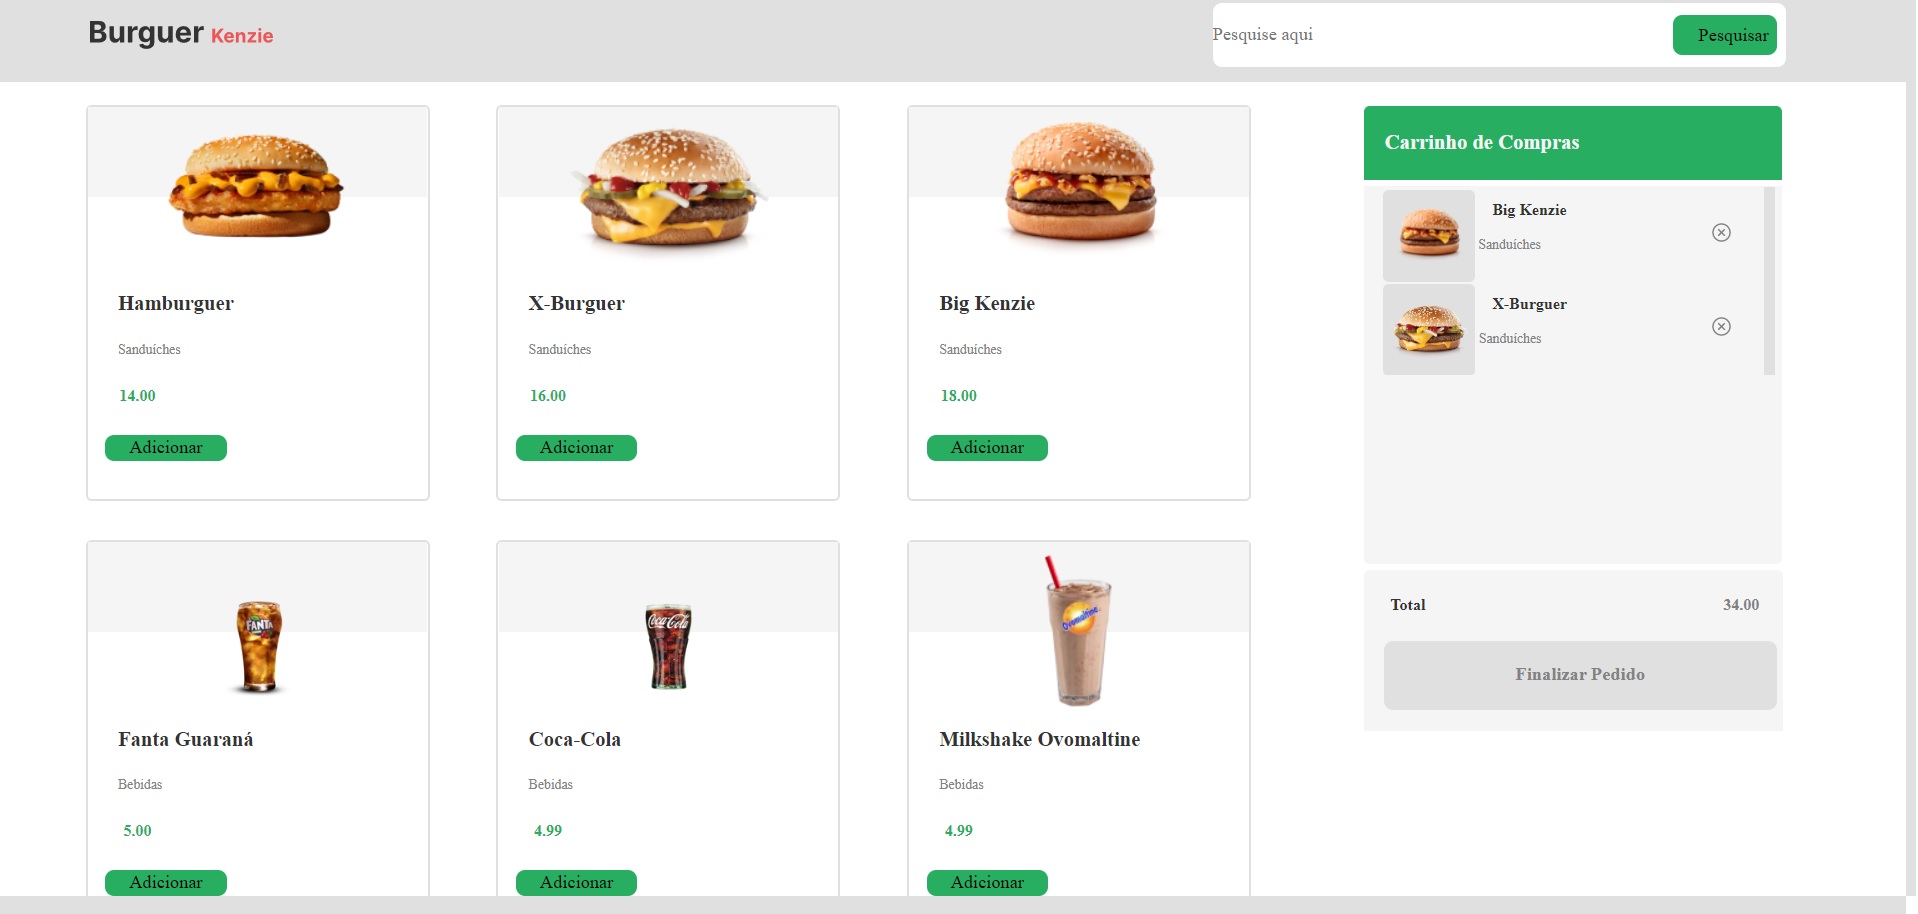 Burguer Kenzie
Pesquise aqui
Pesquisar
Hamburguer
Sanduíches
14.00
Adicionar
X-Burguer
Sanduíches
16.00
Adicionar
Big Kenzie
Sanduíches
18.00
Adicionar
FANTA
Fanta Guaraná
Bebidas
5.00
Adicionar
Coca-Cola
Coca-Cola
Bebidas
4.99
Adicionar
Ovomaltine
Milkshake Ovomaltine
Bebidas
4.99
Adicionar
Carrinho de Compras
Big Kenzie
Sanduíches
X-Burguer
Sanduíches
Total 34.00
Finalizar Pedido